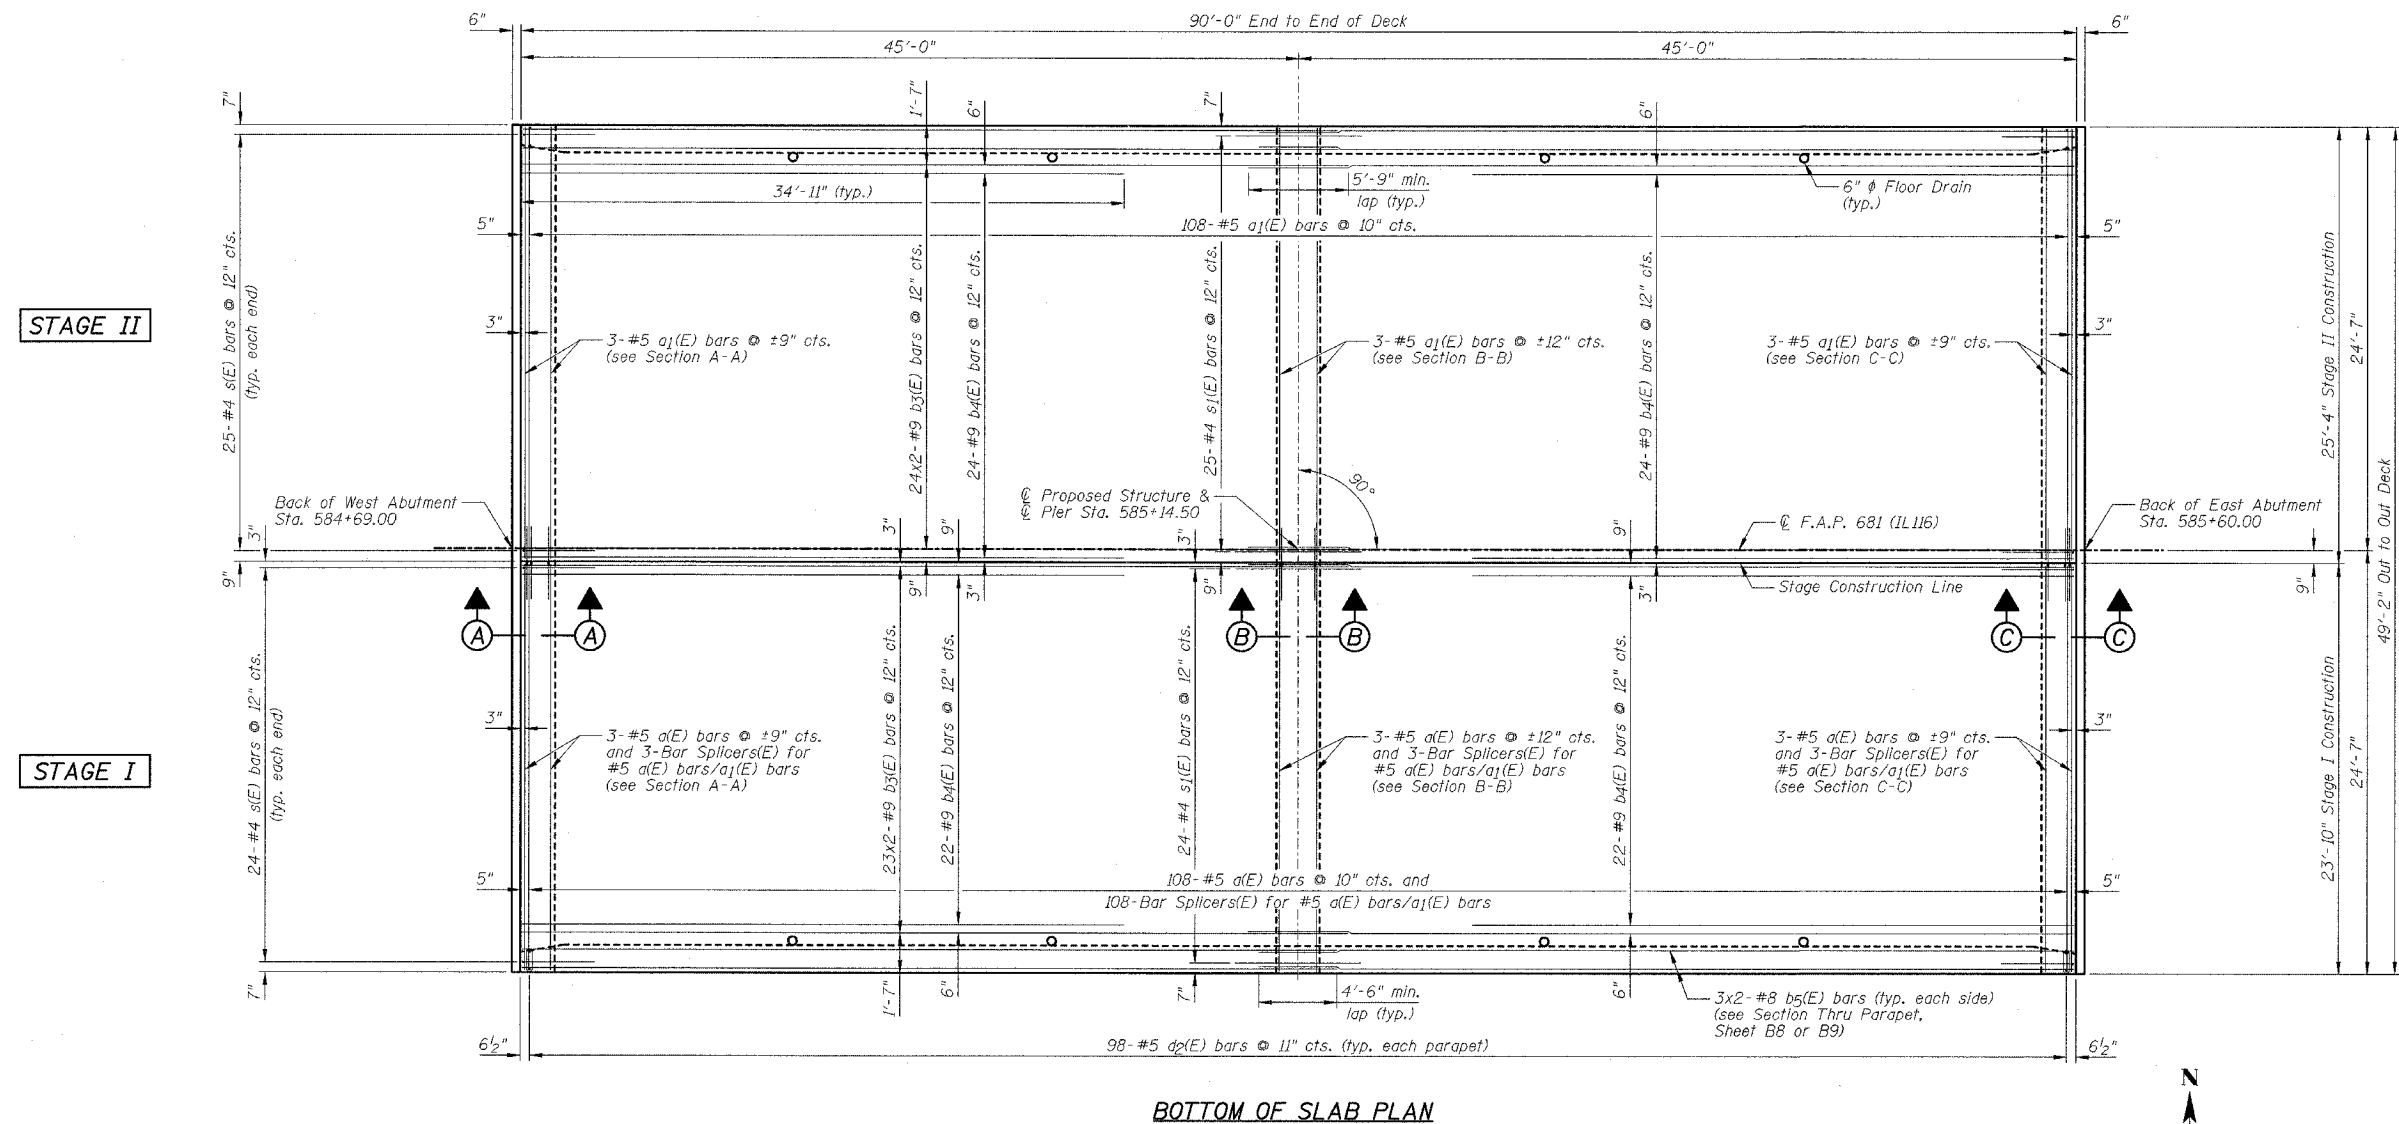 6"
90'-0" End to End of Deck
6"
45'-0"
45'-0"
7"
1'-7"
6"
7"
6"
34'-11" (typ.)
5'-9" min.
lap (typ.)
6" ϕ Floor Drain
(typ.)
5"
108-#5 a1(E) bars @ 10" cts.
5"
25-#4 s(E) bars @ 12" cts.
(typ. each end)
STAGE II
3"
3-#5 a1(E) bars @ ±9" cts.
(see Section A-A)
24x2-#9 b3(E) bars @ 12" cts.
24-#9 b4(E) bars @ 12" cts.
25-#4 s1(E) bars @ 12" cts.
3-#5 a1(E) bars @ ±12" cts.
(see Section B-B)
24-#9 b4(E) bars @ 12" cts.
3-#5 a1(E) bars @ ±9" cts.
(see Section C-C)
3"
25'-4" Stage II Construction
24'-7"
49'-2" Out to Out Deck
Back of West Abutment
Sta. 584+69.00
℄ Proposed Structure &
℄ Pier Sta. 585+14.50
90°
℄ F.A.P. 681 (IL116)
Back of East Abutment
Sta. 585+60.00
3"
9"
3"
9"
9"
3"
3"
9"
9"
3"
Stage Construction Line
9"
A
A
B
B
C
C
24-#4 s(E) bars @ 12" cts.
(typ. each end)
STAGE I
3"
3-#5 a(E) bars @ ±9" cts.
and 3-Bar Splicers(E) for
#5 a(E) bars/a1(E) bars
(see Section A-A)
23x2-#9 b3(E) bars @ 12" cts.
22-#9 b4(E) bars @ 12" cts.
24-#4 s1(E) bars @ 12" cts.
3-#5 a(E) bars @ ±12" cts.
and 3-Bar Splicers(E) for
#5 a(E) bars/a1(E) bars
(see Section B-B)
22-#9 b4(E) bars @ 12" cts.
3-#5 a(E) bars @ ±9" cts.
and 3-Bar Splicers(E) for
#5 a(E) bars/a1(E) bars
(see Section C-C)
3"
23'-10" Stage I Construction
24'-7"
5"
108-#5 a(E) bars @ 10" cts. and
108-Bar Splicers(E) for #5 a(E) bars/a1(E) bars
5"
7"
1'-7"
6"
7"
4'-6" min.
lap (typ.)
6"
3x2-#8 b5(E) bars (typ. each side)
(see Section Thru Parapet,
Sheet B8 or B9)
6½"
98-#5 d2(E) bars @ 11" cts. (typ. each parapet)
6½"
N
BOTTOM OF SLAB PLAN